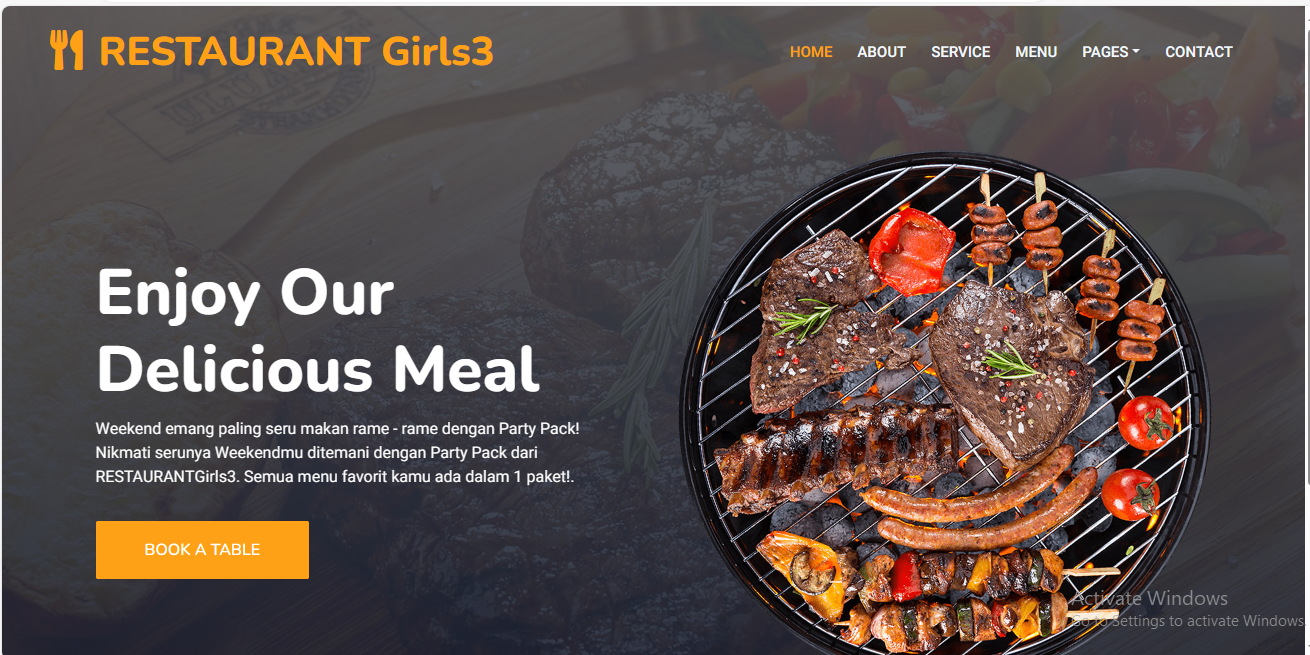 RESTAURANT Girls3
HOME ABOUT SERVICE MENU PAGES CONTACT
Enjoy Our
Delicious Meal
Weekend emang paling seru makan rame - rame dengan Party Pack!
Nikmati serunya Weekendmu ditemani dengan Party Pack dari
RESTAURANTGirls3. Semua menu favorit kamu ada dalam 1 paket!.
BOOK A TABLE
Activate Windows
Go to Settings to activate Windows